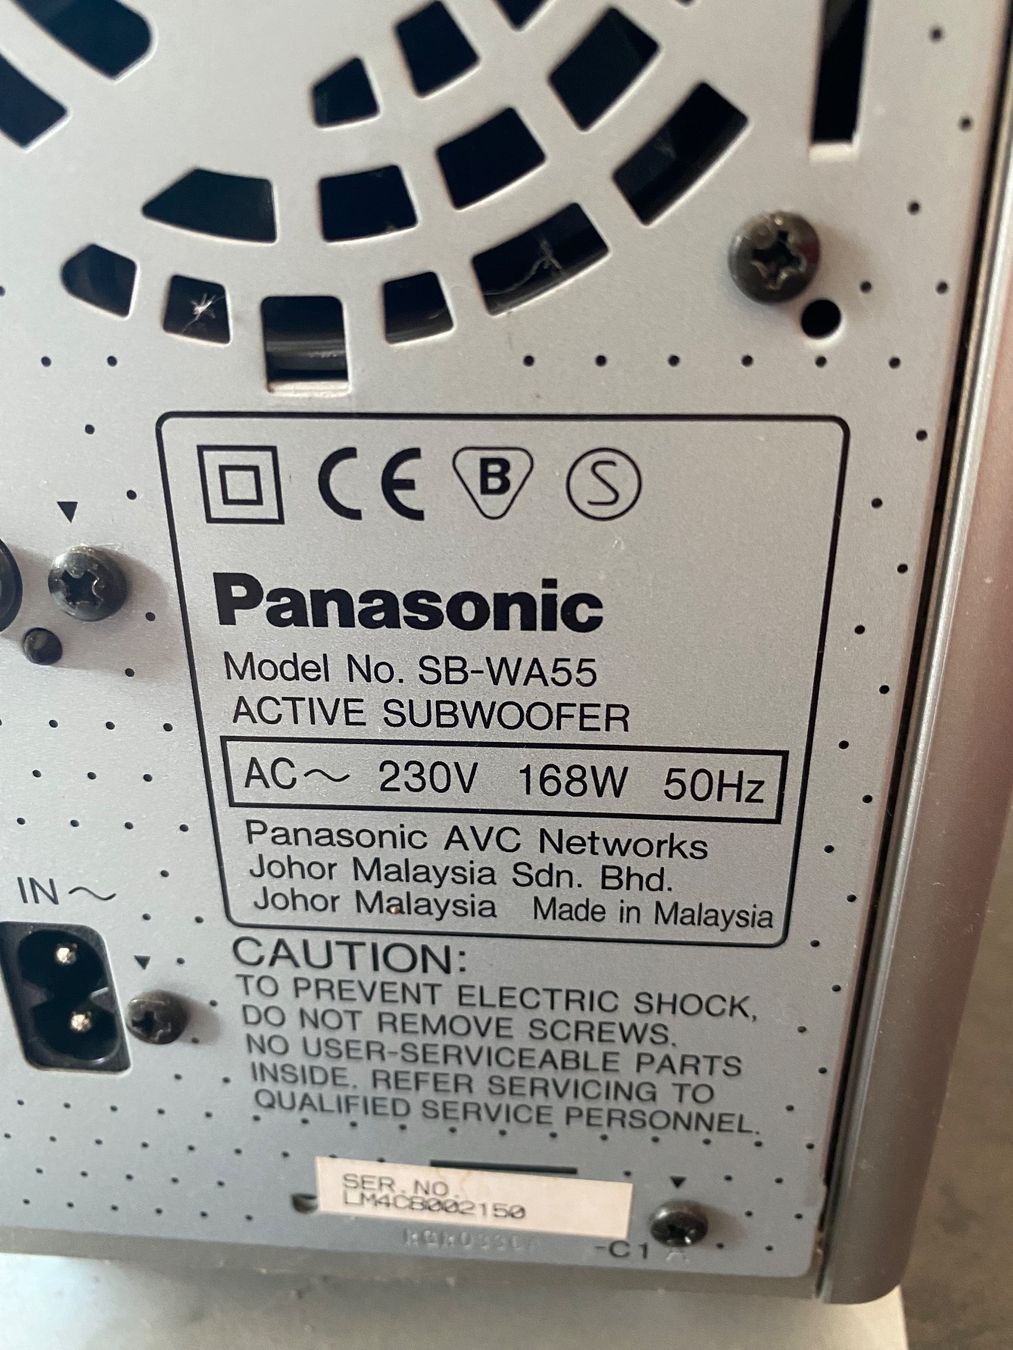 CE B S
Panasonic
Model No. SB-WA55
ACTIVE SUBWOOFER
AC～ 230V 168W 50Hz
Panasonic AVC Networks
Johor Malaysia Sdn. Bhd.
Johor Malaysia Made in Malaysia
IN～
CAUTION:
TO PREVENT ELECTRIC SHOCK,
DO NOT REMOVE SCREWS.
NO USER-SERVICEABLE PARTS
INSIDE. REFER SERVICING TO
QUALIFIED SERVICE PERSONNEL.
SER.NO.
LM4CB002150
-C1